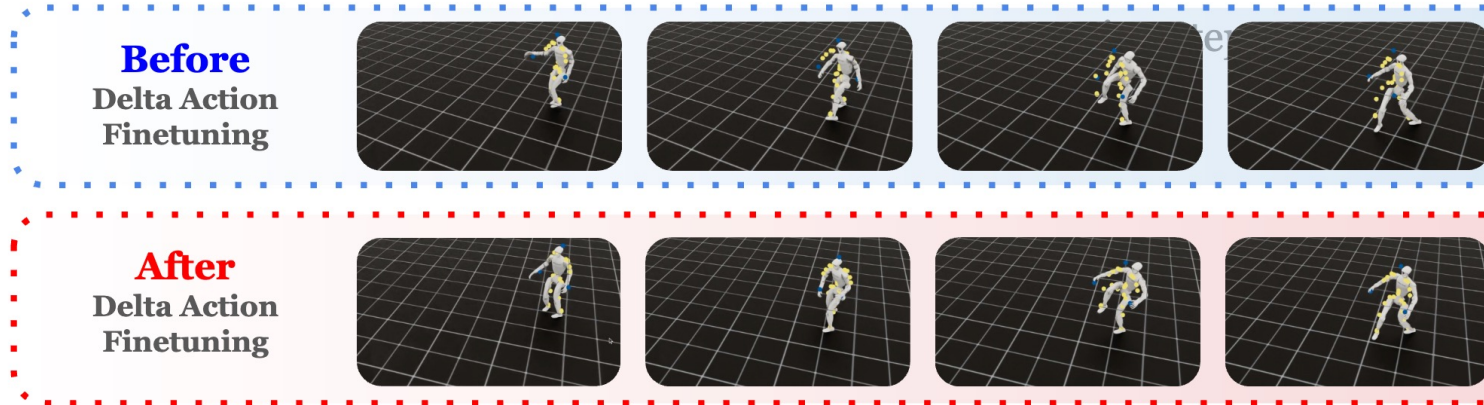 Before
Delta Action
Finetuning
After
Delta Action
Finetuning